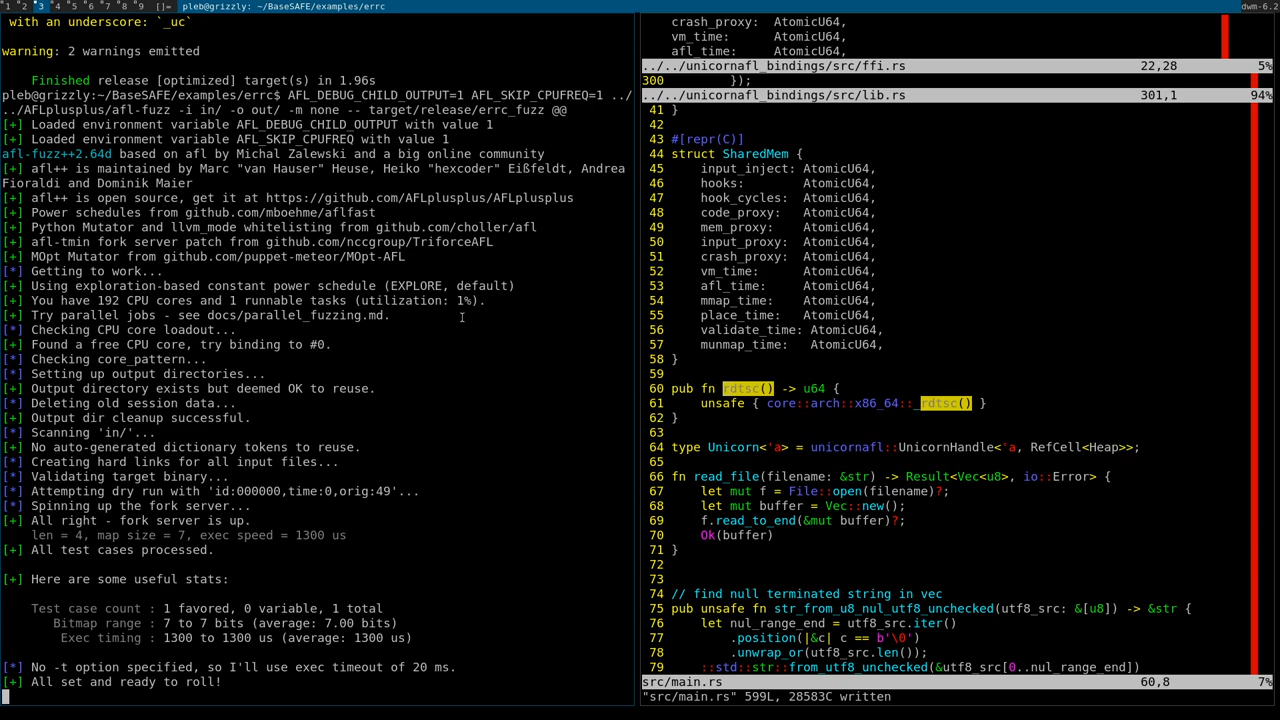 1 2 3 4 5 6 7 8 9 []= pleb@grizzly: ~/BaseSAFE/examples/errc dwm-6.2
 with an underscore: `_uc`
warning: 2 warnings emitted
    Finished release [optimized] target(s) in 1.96s
pleb@grizzly:~/BaseSAFE/examples/errc$ AFL_DEBUG_CHILD_OUTPUT=1 AFL_SKIP_CPUFREQ=1 ../
../AFLplusplus/afl-fuzz -i in/ -o out/ -m none -- target/release/errc_fuzz @@
[+] Loaded environment variable AFL_DEBUG_CHILD_OUTPUT with value 1
[+] Loaded environment variable AFL_SKIP_CPUFREQ with value 1
afl-fuzz++2.64d based on afl by Michal Zalewski and a big online community
[+] afl++ is maintained by Marc "van Hauser" Heuse, Heiko "hexcoder" Eißfeldt, Andrea
Fioraldi and Dominik Maier
[+] afl++ is open source, get it at https://github.com/AFLplusplus/AFLplusplus
[+] Power schedules from github.com/mboehme/aflfast
[+] Python Mutator and llvm_mode whitelisting from github.com/choller/afl
[+] afl-tmin fork server patch from github.com/nccgroup/TriforceAFL
[+] MOpt Mutator from github.com/puppet-meteor/MOpt-AFL
[*] Getting to work...
[+] Using exploration-based constant power schedule (EXPLORE, default)
[+] You have 192 CPU cores and 1 runnable tasks (utilization: 1%).
[+] Try parallel jobs - see docs/parallel_fuzzing.md.
[*] Checking CPU core loadout...
[+] Found a free CPU core, try binding to #0.
[*] Checking core_pattern...
[*] Setting up output directories...
[+] Output directory exists but deemed OK to reuse.
[*] Deleting old session data...
[+] Output dir cleanup successful.
[*] Scanning 'in/'...
[+] No auto-generated dictionary tokens to reuse.
[*] Creating hard links for all input files...
[*] Validating target binary...
[*] Attempting dry run with 'id:000000,time:0,orig:49'...
[*] Spinning up the fork server...
[+] All right - fork server is up.
    len = 4, map size = 7, exec speed = 1300 us
[+] All test cases processed.
[+] Here are some useful stats:
    Test case count : 1 favored, 0 variable, 1 total
       Bitmap range : 7 to 7 bits (average: 7.00 bits)
        Exec timing : 1300 to 1300 us (average: 1300 us)
[*] No -t option specified, so I'll use exec timeout of 20 ms.
[+] All set and ready to roll!
    crash_proxy:  AtomicU64,
    vm_time:      AtomicU64,
    afl_time:     AtomicU64,
../../unicornafl_bindings/src/ffi.rs 22,28 5%
300         });
../../unicornafl_bindings/src/lib.rs 301,1 94%
41 }
42
43 #[repr(C)]
44 struct SharedMem {
45     input_inject: AtomicU64,
46     hooks:        AtomicU64,
47     hook_cycles:  AtomicU64,
48     code_proxy:   AtomicU64,
49     mem_proxy:    AtomicU64,
50     input_proxy:  AtomicU64,
51     crash_proxy:  AtomicU64,
52     vm_time:      AtomicU64,
53     afl_time:     AtomicU64,
54     mmap_time:    AtomicU64,
55     place_time:   AtomicU64,
56     validate_time: AtomicU64,
57     munmap_time:   AtomicU64,
58 }
59
60 pub fn rdtsc() -> u64 {
61     unsafe { core::arch::x86_64::_rdtsc() }
62 }
63
64 type Unicorn<'a> = unicornafl::UnicornHandle<'a, RefCell<Heap>>;
65
66 fn read_file(filename: &str) -> Result<Vec<u8>, io::Error> {
67     let mut f = File::open(filename)?;
68     let mut buffer = Vec::new();
69     f.read_to_end(&mut buffer)?;
70     Ok(buffer)
71 }
72
73
74 // find null terminated string in vec
75 pub unsafe fn str_from_u8_nul_utf8_unchecked(utf8_src: &[u8]) -> &str {
76     let nul_range_end = utf8_src.iter()
77         .position(|&c| c == b'\0')
78         .unwrap_or(utf8_src.len());
79     ::std::str::from_utf8_unchecked(&utf8_src[0..nul_range_end])
src/main.rs 60,8 7%
"src/main.rs" 599L, 28583C written